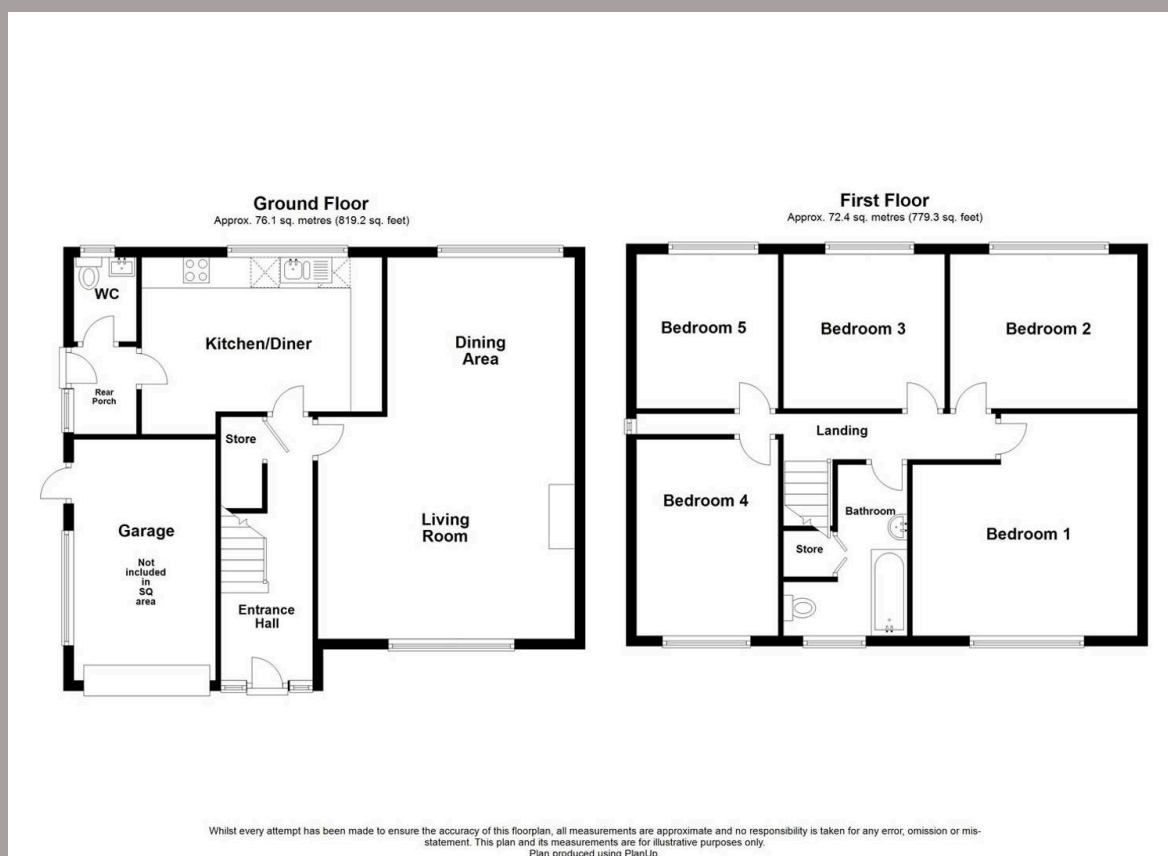 Ground Floor
Approx. 76.1 sq. metres (819.2 sq. feet)
WC
Kitchen/Diner
Dining
Area
Rear
Porch
Store
Garage
Not
included
in
SQ
area
Living
Room
Entrance
Hall
First Floor
Approx. 72.4 sq. metres (779.3 sq. feet)
Bedroom 5
Bedroom 3
Bedroom 2
Landing
Bedroom 4
Bathroom
Store
Bedroom 1
Whilst every attempt has been made to ensure the accuracy of this floorplan, all measurements are approximate and no responsibility is taken for any error, omission or mis-
statement. This plan and its measurements are for illustrative purposes only.
Plan produced using PlanUp.